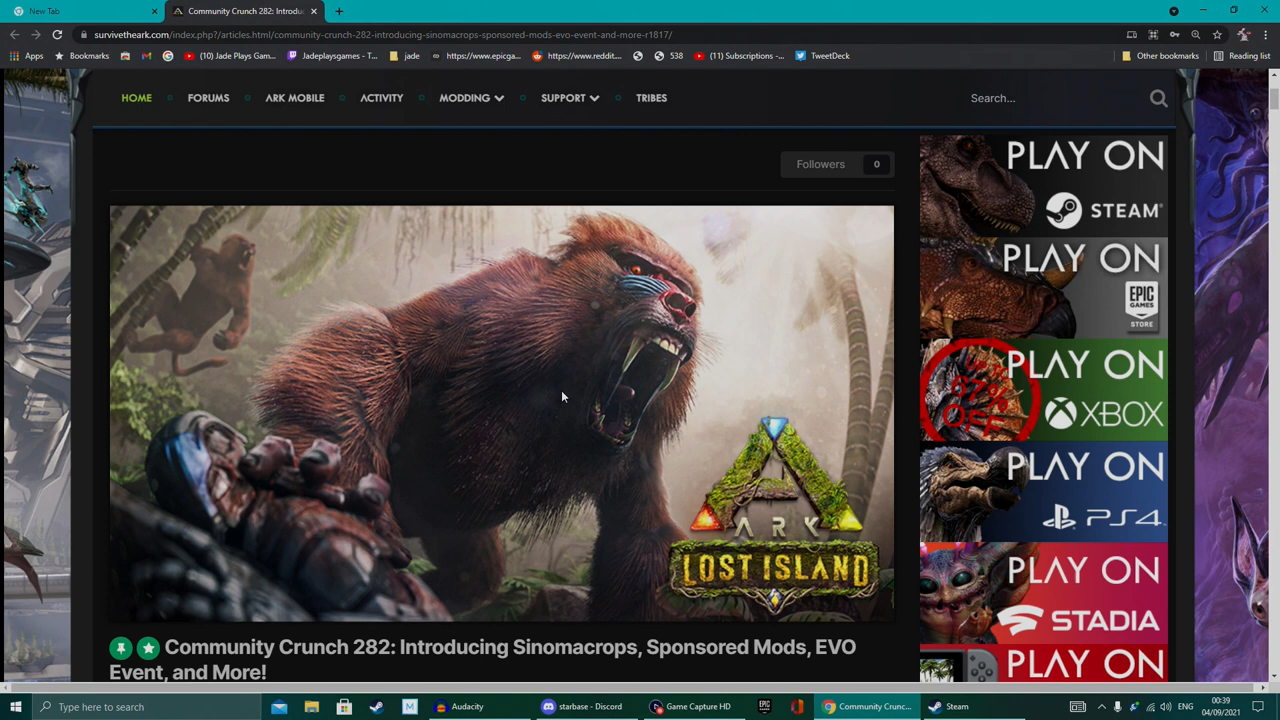 New Tab
Community Crunch 282: Introduc
survivetheark.com/index.php?/articles.html/community-crunch-282-introducing-sinomacrops-sponsored-mods-evo-event-and-more-r1817/
Apps
Bookmarks
(10) Jade Plays Gam...
Jadeplaysgames - T...
jade
https://www.epicga...
https://www.reddit....
538
(11) Subscriptions -...
TweetDeck
Other bookmarks
Reading list
HOME
FORUMS
ARK MOBILE
ACTIVITY
MODDING
SUPPORT
TRIBES
Search...
Followers 0
PLAY ON
STEAM
PLAY ON
EPIC
GAMES
STORE
PLAY ON
XBOX
PLAY ON
PS4
PLAY ON
STADIA
PLAY ON
ARK
LOST ISLAND
Community Crunch 282: Introducing Sinomacrops, Sponsored Mods, EVO
Event, and More!
Type here to search
Audacity
starbase - Discord
Game Capture HD
Community Crunc...
Steam
ENG
00:39
04/09/2021